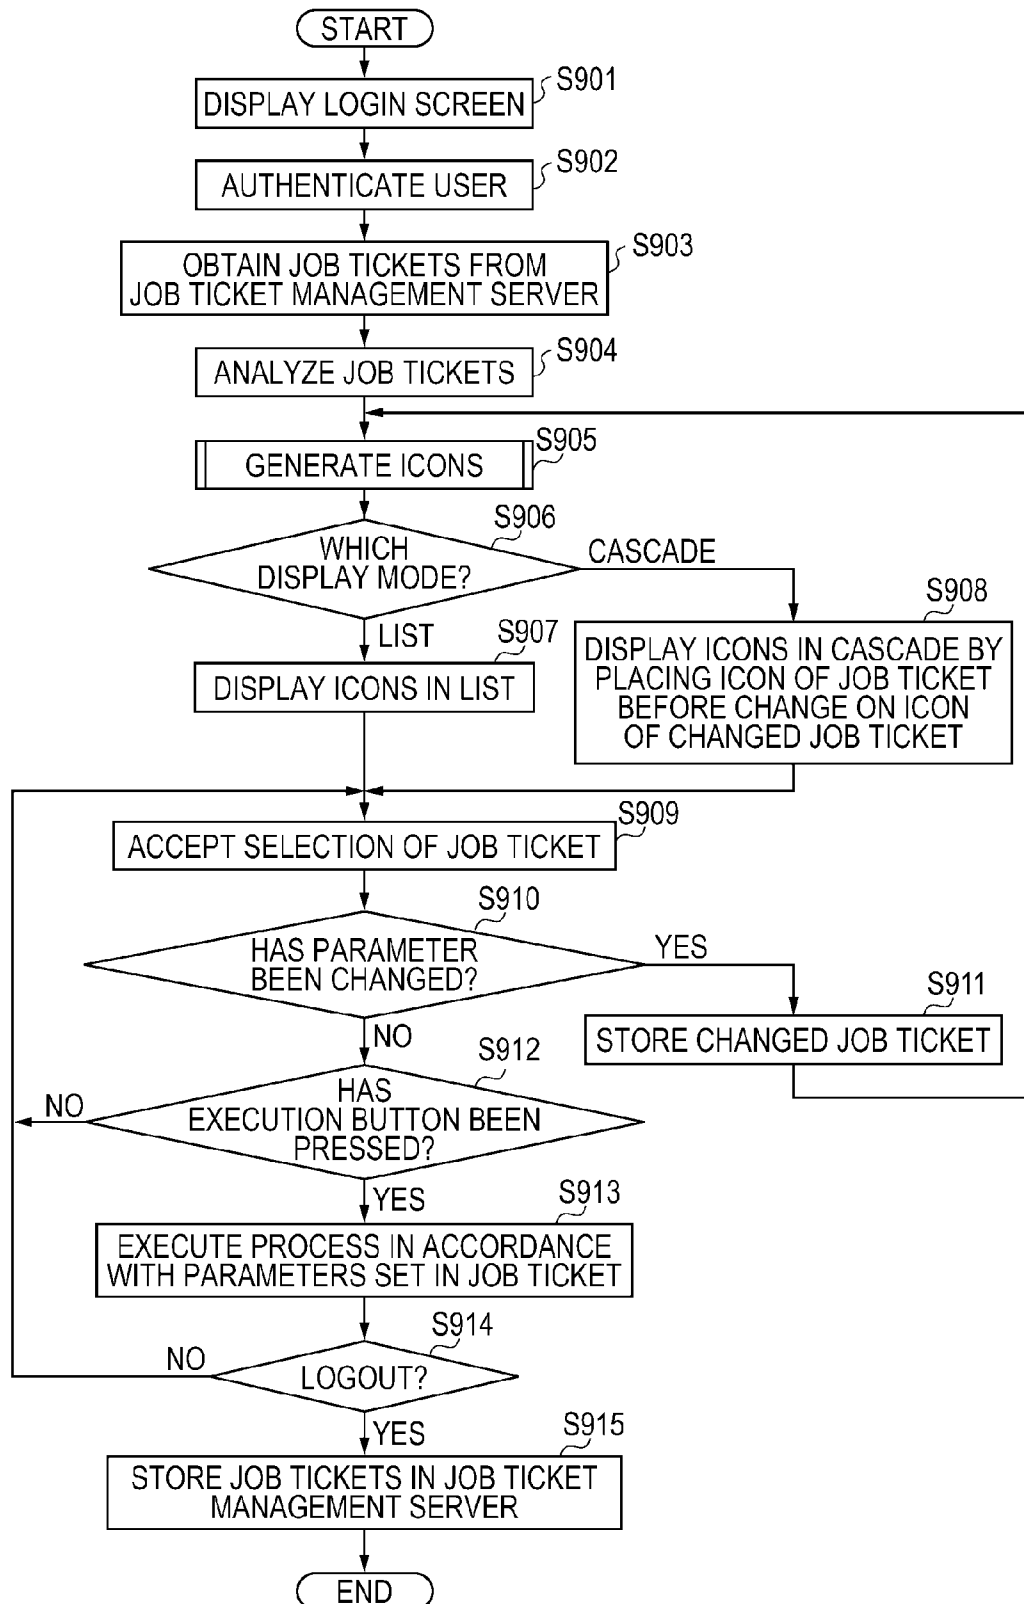 START
S901
DISPLAY LOGIN SCREEN
S902
AUTHENTICATE USER
S903
OBTAIN JOB TICKETS FROM
JOB TICKET MANAGEMENT SERVER
S904
ANALYZE JOB TICKETS
S905
GENERATE ICONS
S906
WHICH
DISPLAY MODE?
CASCADE
LIST
S907
DISPLAY ICONS IN LIST
S908
DISPLAY ICONS IN CASCADE BY
PLACING ICON OF JOB TICKET
BEFORE CHANGE ON ICON
OF CHANGED JOB TICKET
S909
ACCEPT SELECTION OF JOB TICKET
S910
HAS PARAMETER
BEEN CHANGED?
YES
S911
STORE CHANGED JOB TICKET
NO
S912
HAS
EXECUTION BUTTON BEEN
PRESSED?
NO
YES
S913
EXECUTE PROCESS IN ACCORDANCE
WITH PARAMETERS SET IN JOB TICKET
S914
LOGOUT?
NO
YES
S915
STORE JOB TICKETS IN JOB TICKET
MANAGEMENT SERVER
END